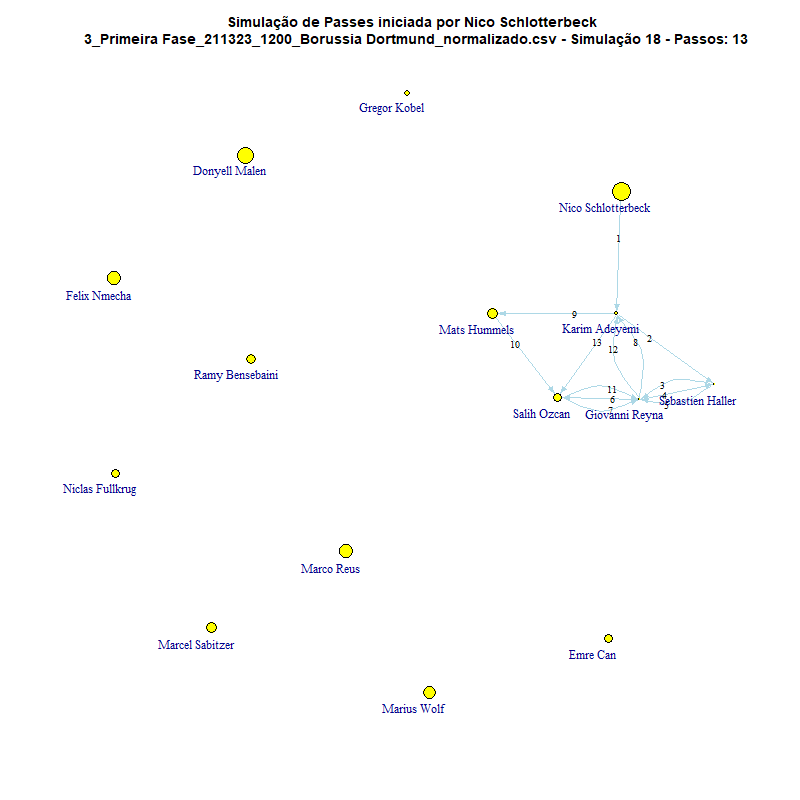 Simulação de Passes iniciada por Nico Schlotterbeck
3_Primeira Fase_211323_1200_Borussia Dortmund_normalizado.csv - Simulação 18 - Passos: 13
Gregor Kobel
Donyell Malen
Nico Schlotterbeck
1
Felix Nmecha
9
Mats Hummels
Karim Adeyemi
10
13
12
8
2
Ramy Bensebaini
3
4
5
11
6
7
Sebastien Haller
Salih Ozcan
Giovanni Reyna
Niclas Fullkrug
Marco Reus
Marcel Sabitzer
Emre Can
Marius Wolf